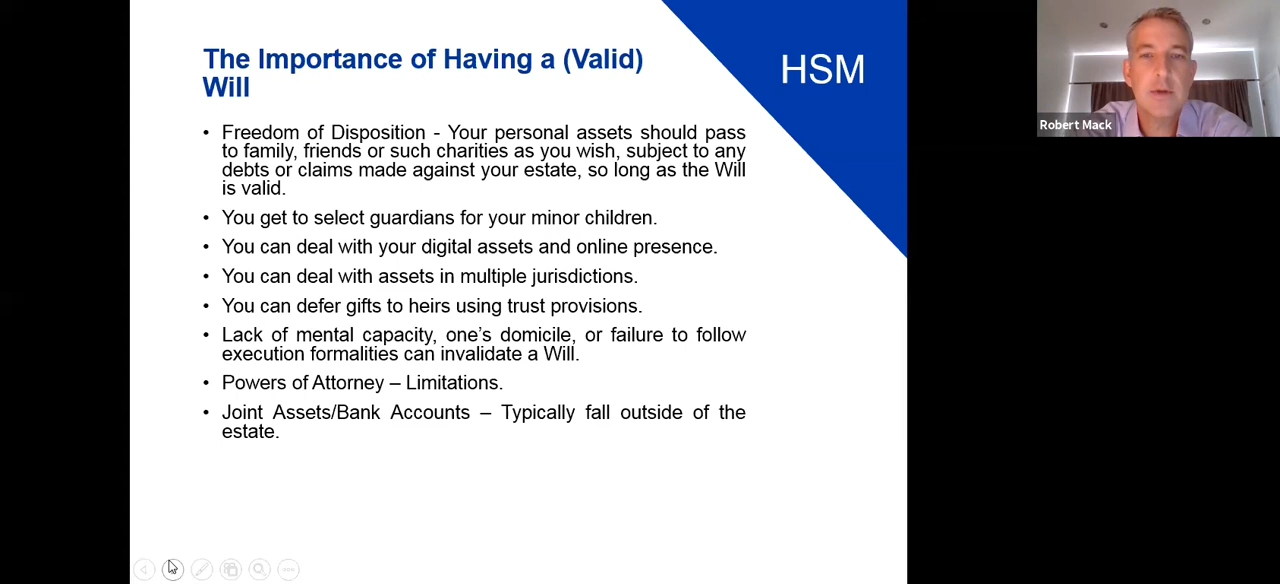 The Importance of Having a (Valid)
Will
HSM
Robert Mack
• Freedom of Disposition - Your personal assets should pass
to family, friends or such charities as you wish, subject to any
debts or claims made against your estate, so long as the Will
is valid.
• You get to select guardians for your minor children.
• You can deal with your digital assets and online presence.
• You can deal with assets in multiple jurisdictions.
• You can defer gifts to heirs using trust provisions.
• Lack of mental capacity, one's domicile, or failure to follow
execution formalities can invalidate a Will.
• Powers of Attorney – Limitations.
• Joint Assets/Bank Accounts – Typically fall outside of the
estate.